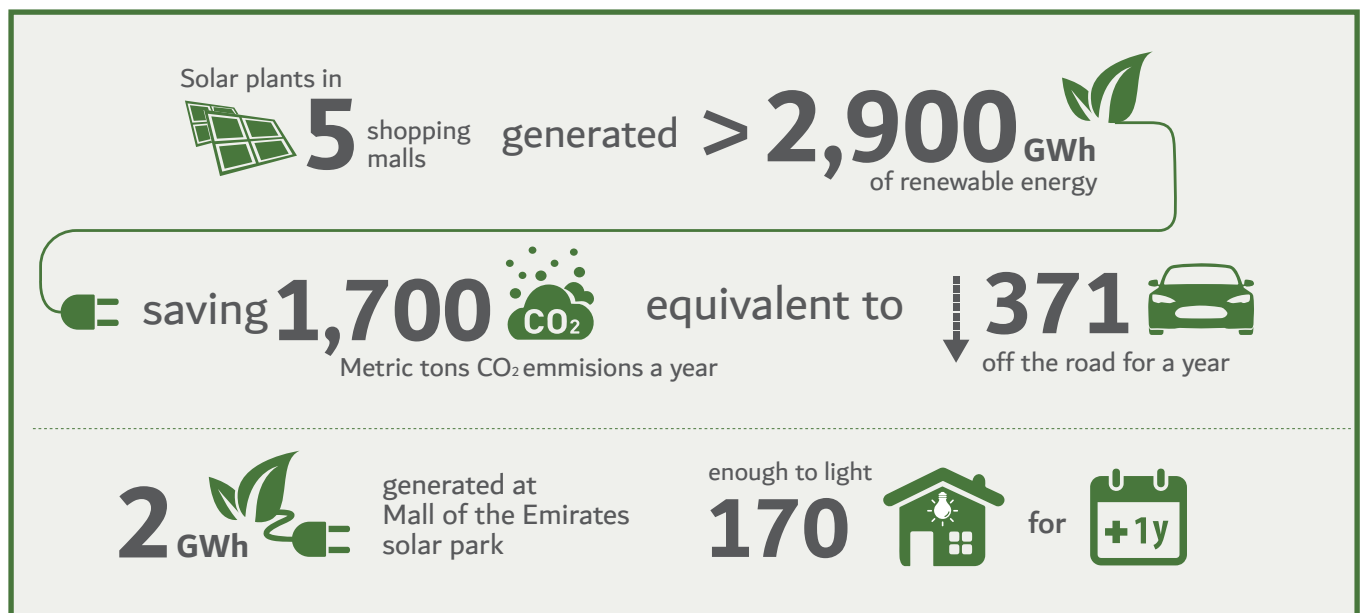 Solar plants in
5 shopping malls generated > 2,900 GWh
of renewable energy
saving 1,700 CO₂ equivalent to 371
Metric tons CO₂ emmisions a year
off the road for a year
2 GWh
generated at
Mall of the Emirates
solar park
enough to light
170
for
+ 1y